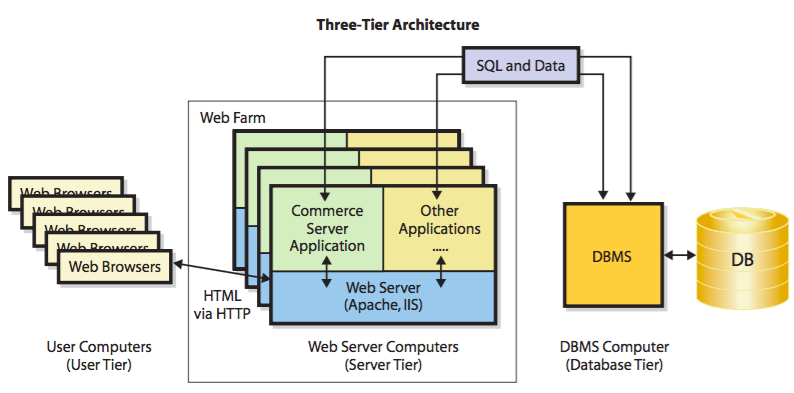 Three-Tier Architecture
SQL and Data
Web Farm
Web Browsers
Web Browsers
Web Browsers
Web Browsers
Web Browsers
Commerce
Server
Application
Other
Applications
.....
Web Server
(Apache, IIS)
HTML
via HTTP
DBMS
DB
User Computers
(User Tier)
Web Server Computers
(Server Tier)
DBMS Computer
(Database Tier)